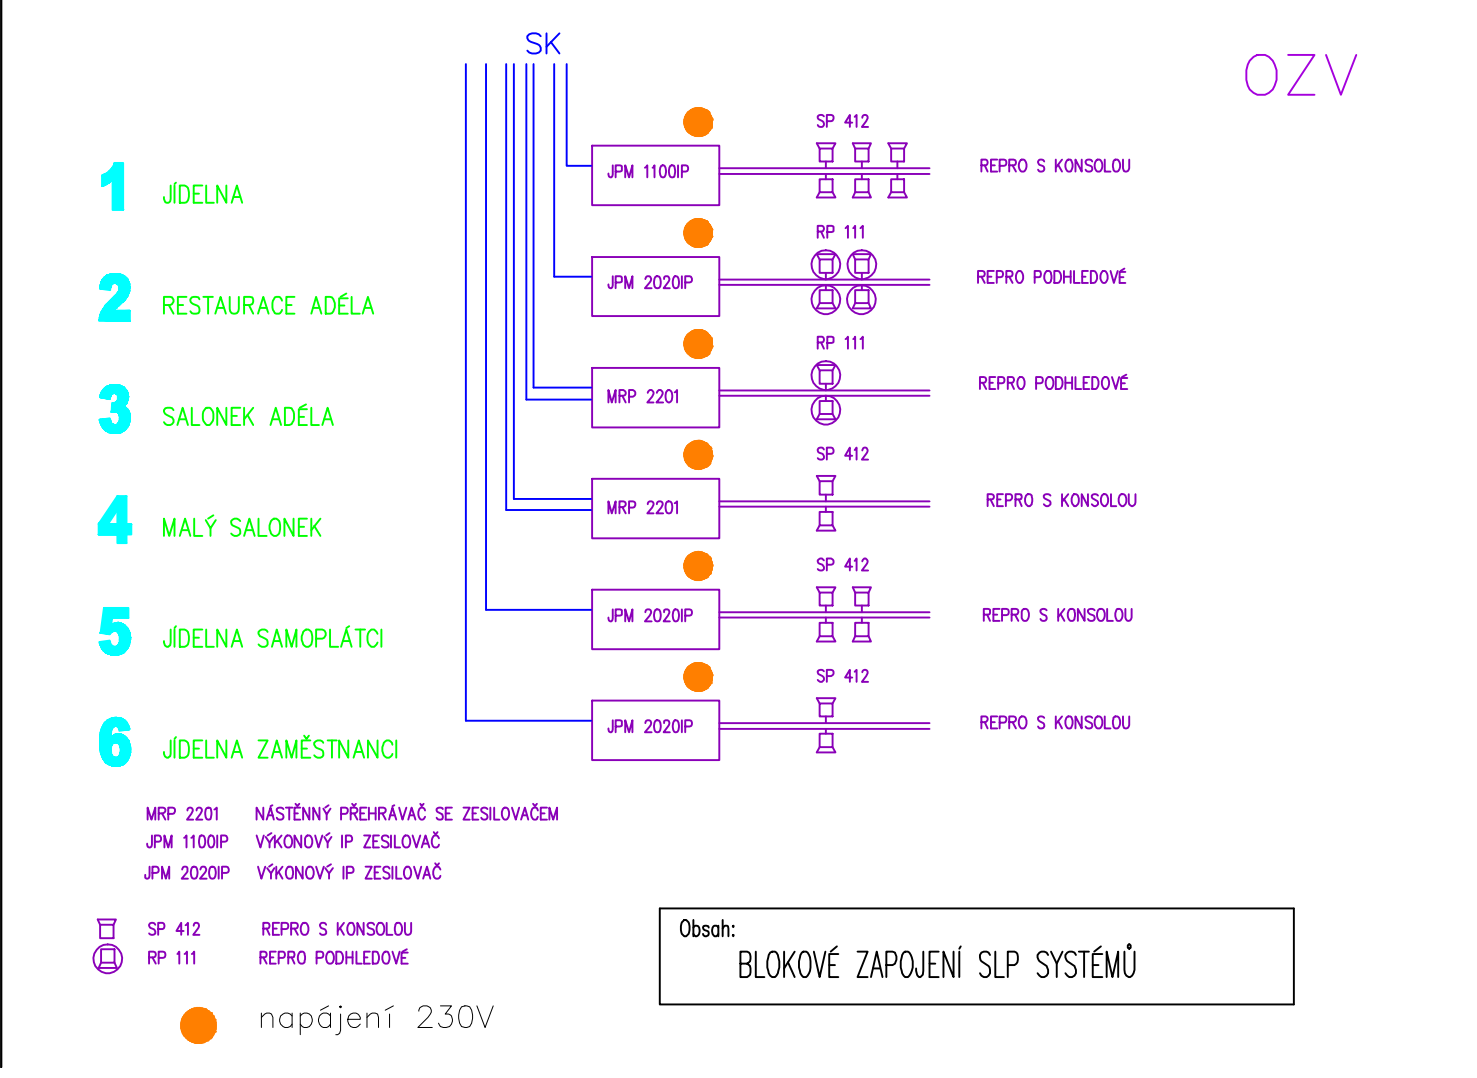 SK
OZV
SP 412
1 JÍDELNA JPM 1100IP REPRO S KONSOLOU
RP 111
2 RESTAURACE ADÉLA JPM 2020IP REPRO PODHLEDOVÉ
RP 111
3 SALONEK ADÉLA MRP 2201 REPRO PODHLEDOVÉ
SP 412
4 MALÝ SALONEK MRP 2201 REPRO S KONSOLOU
SP 412
5 JÍDELNA SAMOPLÁTCI JPM 2020IP REPRO S KONSOLOU
SP 412
6 JÍDELNA ZAMĚSTNANCI JPM 2020IP REPRO S KONSOLOU
MRP 2201 NÁSTĚNNÝ PŘEHRÁVAČ SE ZESILOVAČEM
JPM 1100IP VÝKONOVÝ IP ZESILOVAČ
JPM 2020IP VÝKONOVÝ IP ZESILOVAČ
SP 412 REPRO S KONSOLOU
RP 111 REPRO PODHLEDOVÉ
napájení 230V
Obsah:
BLOKOVÉ ZAPOJENÍ SLP SYSTÉMŮ